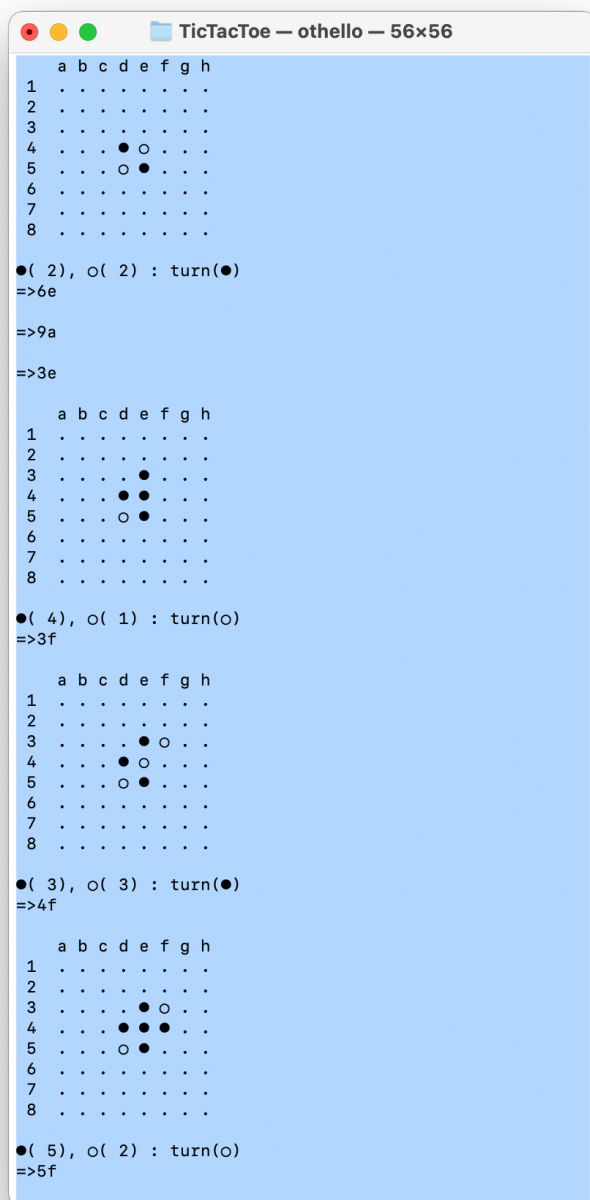 TicTacToe — othello — 56×56
a b c d e f g h
1 . . . . . . . .
2 . . . . . . . .
3 . . . . . . . .
4 . . . ● ○ . . .
5 . . . ○ ● . . .
6 . . . . . . . .
7 . . . . . . . .
8 . . . . . . . .
●( 2), ○( 2) : turn(●)
=>6e
=>9a
=>3e
a b c d e f g h
1 . . . . . . . .
2 . . . . . . . .
3 . . . . ● . . .
4 . . . ● ● . . .
5 . . . ○ ● . . .
6 . . . . . . . .
7 . . . . . . . .
8 . . . . . . . .
●( 4), ○( 1) : turn(○)
=>3f
a b c d e f g h
1 . . . . . . . .
2 . . . . . . . .
3 . . . . ● ○ . .
4 . . . ● ○ . . .
5 . . . ○ ● . . .
6 . . . . . . . .
7 . . . . . . . .
8 . . . . . . . .
●( 3), ○( 3) : turn(●)
=>4f
a b c d e f g h
1 . . . . . . . .
2 . . . . . . . .
3 . . . . ● ○ . .
4 . . . ● ● ● . .
5 . . . ○ ● . . .
6 . . . . . . . .
7 . . . . . . . .
8 . . . . . . . .
●( 5), ○( 2) : turn(○)
=>5f